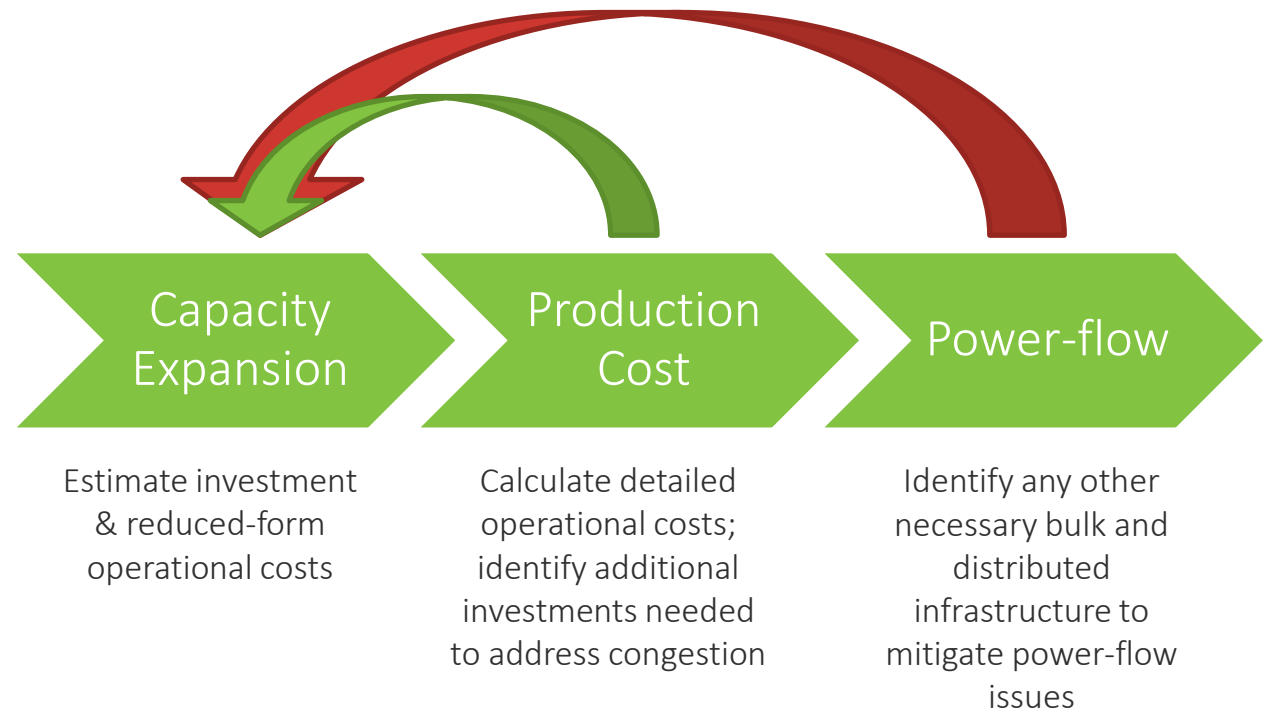 Capacity
Expansion
Production
Cost
Power-flow
Estimate investment
& reduced-form
operational costs
Calculate detailed
operational costs;
identify additional
investments needed
to address congestion
Identify any other
necessary bulk and
distributed
infrastructure to
mitigate power-flow
issues